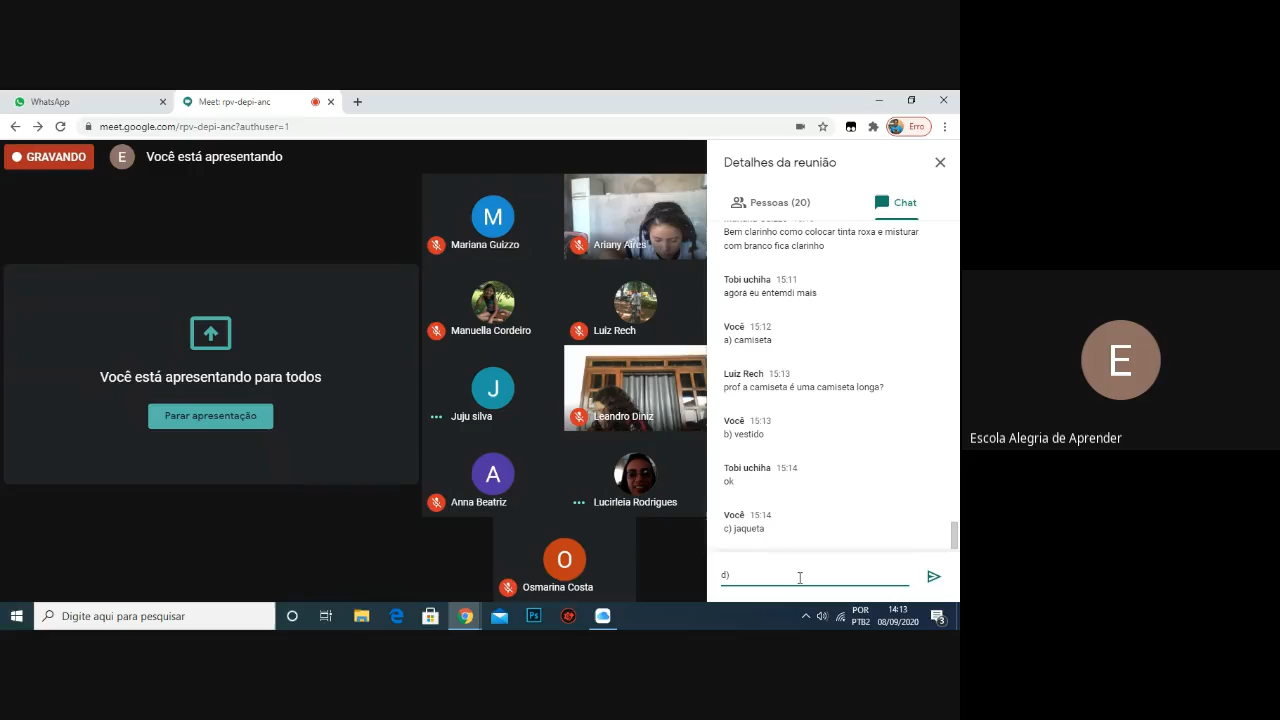 WhatsApp
Meet: rpv-depi-anc
meet.google.com/rpv-depi-anc?authuser=1
Erro
GRAVANDO
E
Você está apresentando
Detalhes da reunião
Pessoas (20)
Chat
M
Mariana Guizzo
Ariany Aires
Manuella Cordeiro
Luiz Rech
J
Juju silva
Leandro Diniz
A
Anna Beatriz
Lucirleia Rodrigues
O
Osmarina Costa
Você está apresentando para todos
Parar apresentação
Bem clarinho como colocar tinta roxa e misturar
com branco fica clarinho
Tobi uchiha 15:11
agora eu entemdi mais
Você 15:12
a) camiseta
Luiz Rech 15:13
prof a camiseta é uma camiseta longa?
Você 15:13
b) vestido
Tobi uchiha 15:14
ok
Você 15:14
c) jaqueta
d)
E
Escola Alegria de Aprender
Digite aqui para pesquisar
Ps
POR
PTB2
14:13
08/09/2020
3